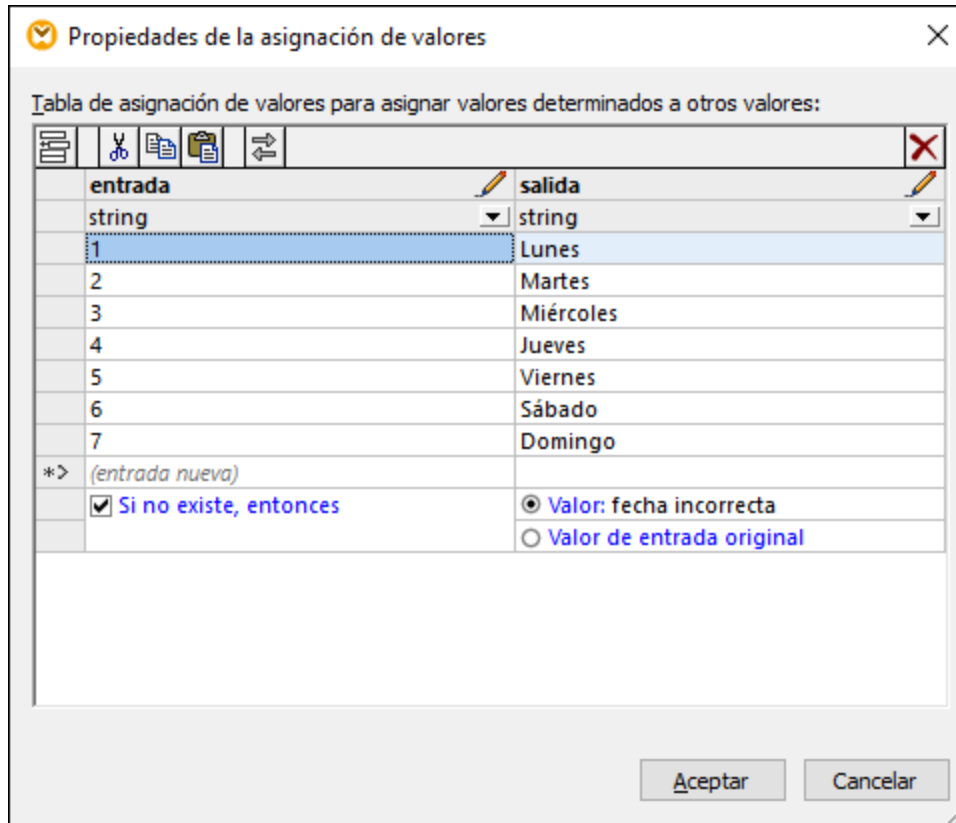 Propiedades de la asignación de valores
Tabla de asignación de valores para asignar valores determinados a otros valores:
entrada salida
string string
1 Lunes
2 Martes
3 Miércoles
4 Jueves
5 Viernes
6 Sábado
7 Domingo
(entrada nueva)
Si no existe, entonces Valor: fecha incorrecta
Valor de entrada original
Aceptar Cancelar